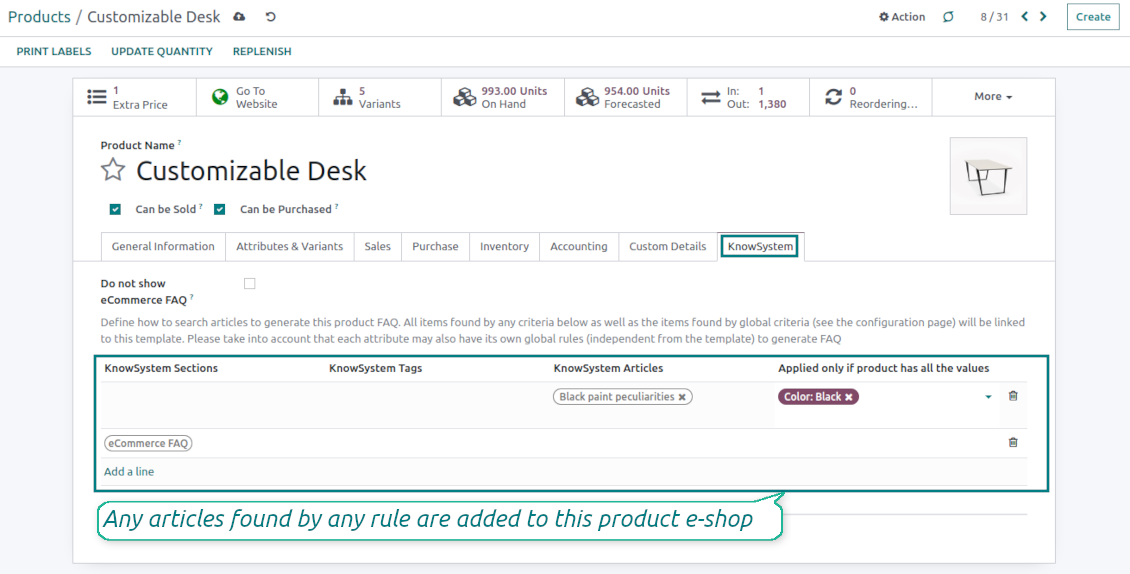 Products / Customizable Desk
Action 8 / 31 Create
PRINT LABELS UPDATE QUANTITY REPLENISH
1 Extra Price
Go To Website
5 Variants
993.00 Units On Hand
954.00 Units Forecasted
In: 1
Out: 1,380
0 Reordering...
More
Product Name ?
Customizable Desk
Can be Sold ? Can be Purchased ?
General Information Attributes & Variants Sales Purchase Inventory Accounting Custom Details KnowSystem
Do not show
eCommerce FAQ ?
Define how to search articles to generate this product FAQ. All items found by any criteria below as well as the items found by global criteria (see the configuration page) will be linked
to this template. Please take into account that each attribute may also have its own global rules (independent from the template) to generate FAQ
KnowSystem Sections KnowSystem Tags KnowSystem Articles Applied only if product has all the values
Black paint peculiarities × Color: Black ×
eCommerce FAQ
Add a line
Any articles found by any rule are added to this product e-shop